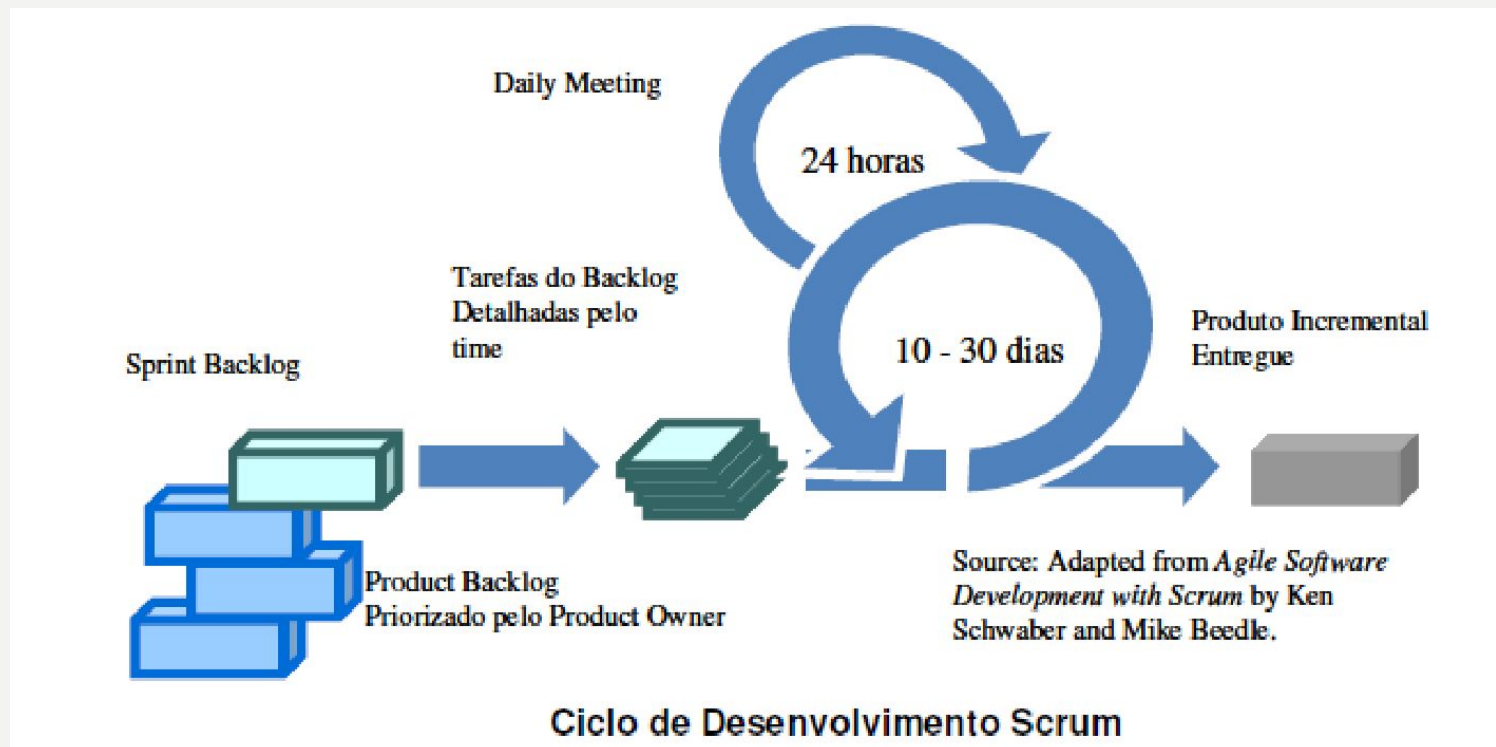 Daily Meeting
24 horas
Tarefas do Backlog
Detalhadas pelo
time
Sprint Backlog
10 - 30 dias
Produto Incremental
Entregue
Product Backlog
Priorizado pelo Product Owner
Source: Adapted from Agile Software
Development with Scrum by Ken
Schwaber and Mike Beedle.
Ciclo de Desenvolvimento Scrum